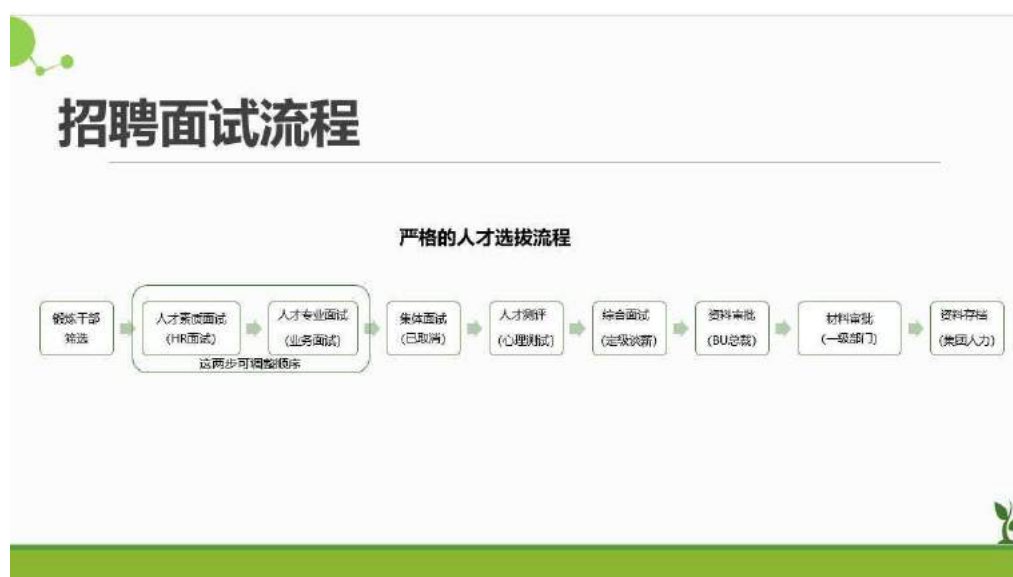 招聘面试流程
严格的人才选拔流程
锻炼干部
筛选
人才素质面试
(HR面试)
人才专业面试
(业务面试)
这两步可调整顺序
集体面试
(已取消)
人才测评
(心理测试)
综合面试
(定级谈薪)
资料审批
(BU总裁)
材料审批
(一级部门)
资料存档
(集团人力)